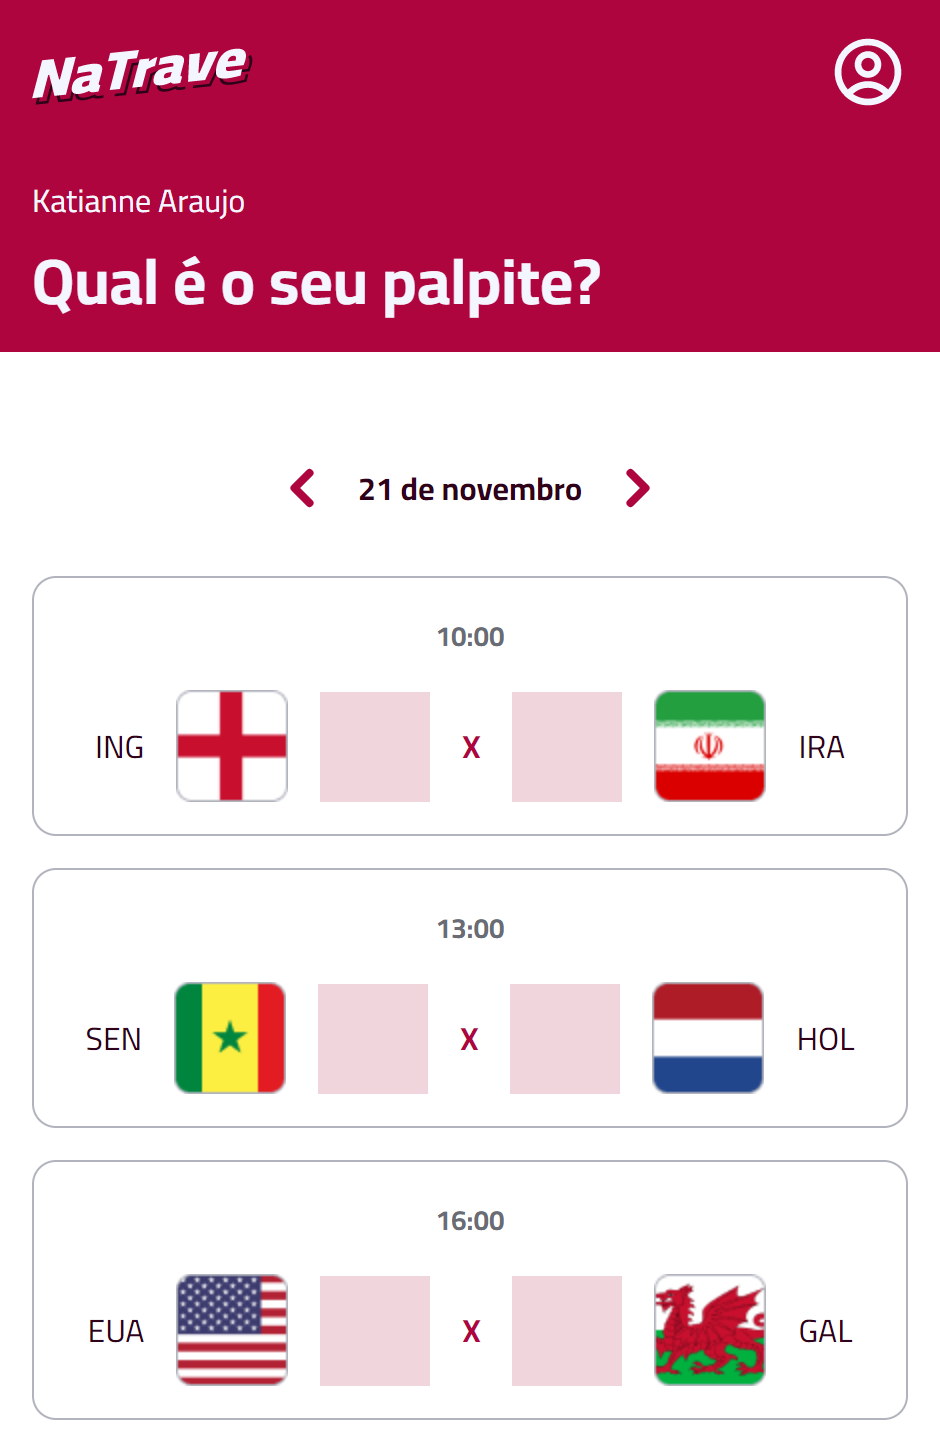 NaTrave
Katianne Araujo
Qual é o seu palpite?
21 de novembro
10:00
ING X IRA
13:00
SEN X HOL
16:00
EUA X GAL